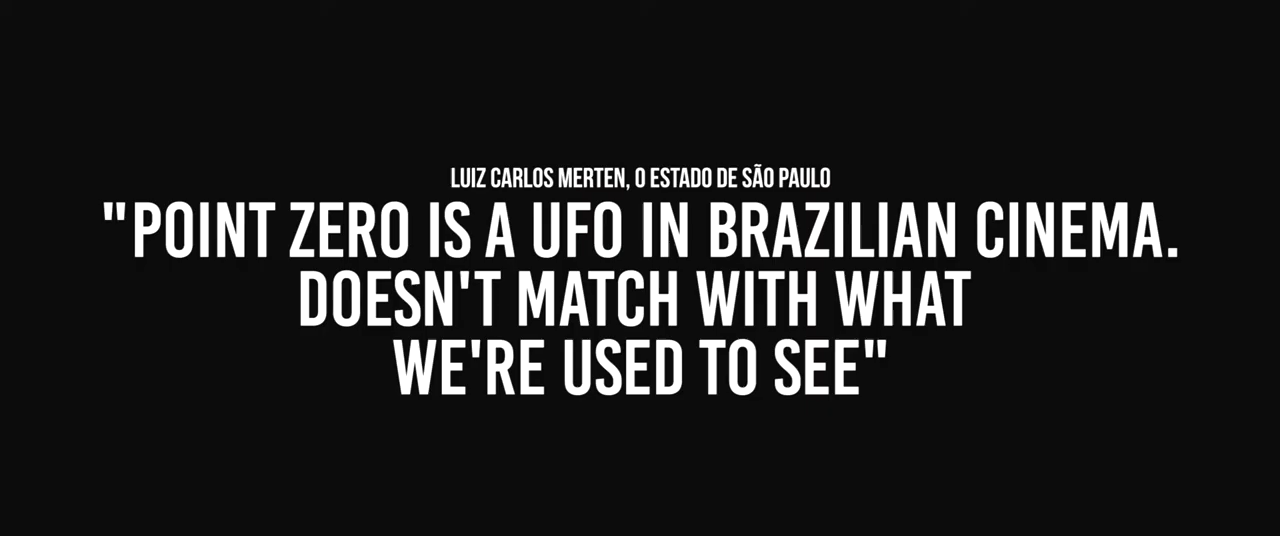 LUIZ CARLOS MERTEN, O ESTADO DE SÃO PAULO
"POINT ZERO IS A UFO IN BRAZILIAN CINEMA.
DOESN'T MATCH WITH WHAT
WE'RE USED TO SEE"